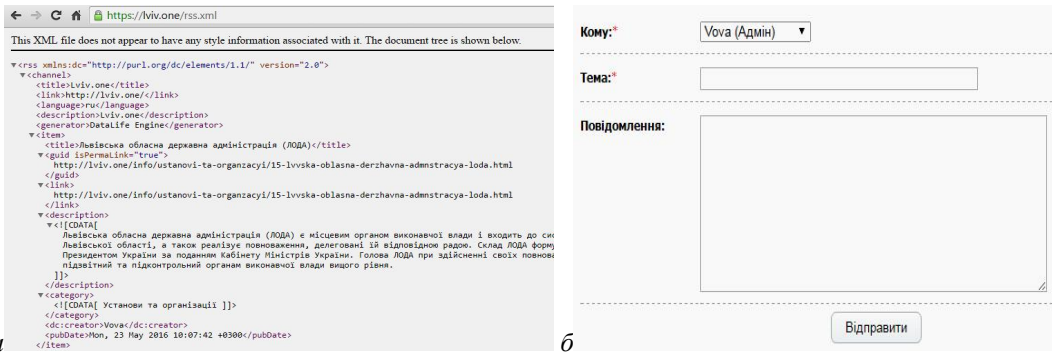 https://lviv.one/rss.xml
This XML file does not appear to have any style information associated with it. The document tree is shown below.
▼<rss xmlns:dc="http://purl.org/dc/elements/1.1/" version="2.0">
▼<channel>
<title>Lviv.one</title>
<link>http://lviv.one/</link>
<language>ru</language>
<description>Lviv.one</description>
<generator>DataLife Engine</generator>
▼<item>
<title>Львівська обласна державна адміністрація (ЛОДА)</title>
▼<guid isPermaLink="true">
http://lviv.one/info/ustanovi-ta-organzacyi/15-lvvska-oblasna-derzhavna-admnstracya-loda.html
</guid>
▼<link>
http://lviv.one/info/ustanovi-ta-organzacyi/15-lvvska-oblasna-derzhavna-admnstracya-loda.html
</link>
▼<description>
▼<![CDATA[
Львівська обласна державна адміністрація (ЛОДА) є місцевим органом виконавчої влади і входить до сис
Львівської області, а також реалізує повноваження, делеговані їй відповідною радою. Склад ЛОДА форму
Президентом України за поданням Кабінету Міністрів України. Голова ЛОДА при здійсненні своїх повнова
підзвітний та підконтрольний органам виконавчої влади вищого рівня.
]]>
</description>
▼<category>
<![CDATA[ Установи та організації ]]>
</category>
<dc:creator>Vova</dc:creator>
<pubDate>Mon, 23 May 2016 10:07:42 +0300</pubDate>
</item>
Кому:* Vova (Адмін) ▼
Тема:*
Повідомлення:
Відправити
б